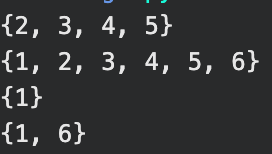 {2, 3, 4, 5}
{1, 2, 3, 4, 5, 6}
{1}
{1, 6}